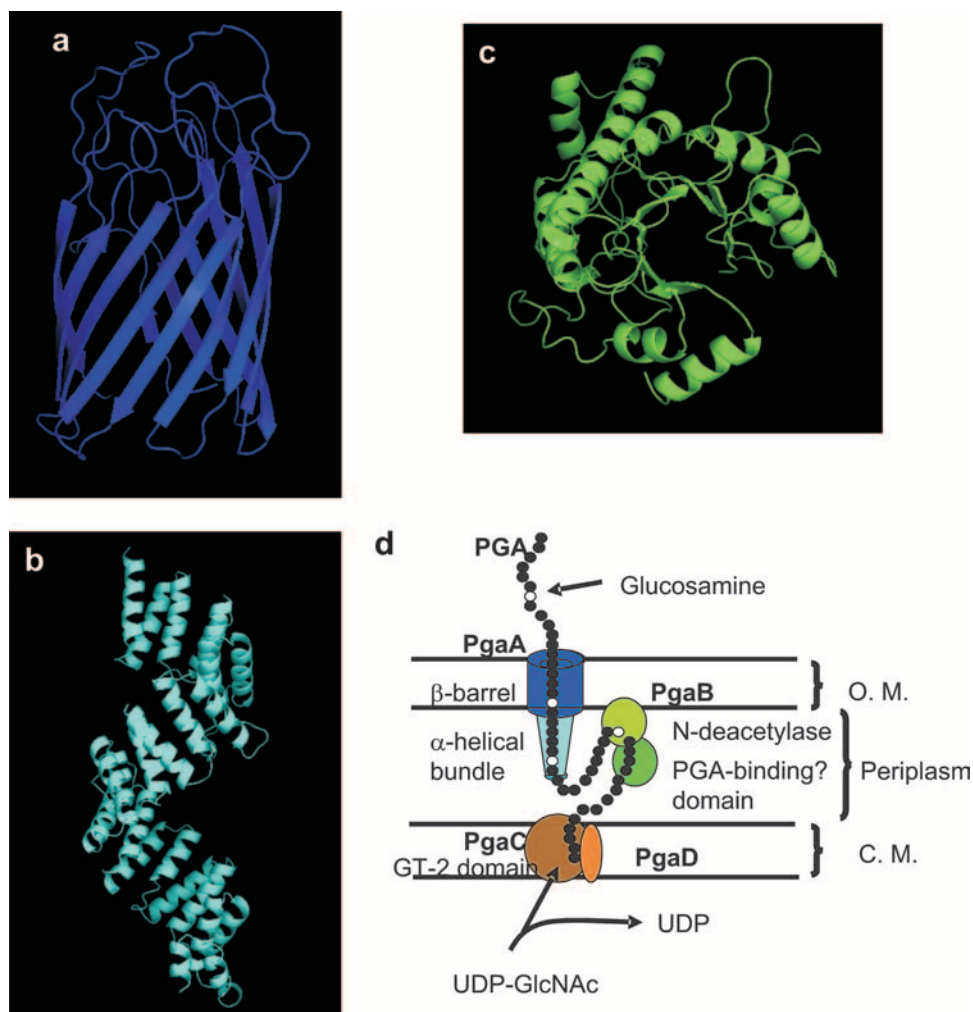 a
c
b
d
PGA
Glucosamine
PgaA
β-barrel
PgaB
O. M.
α-helical
bundle
N-deacetylase
PGA-binding?
domain
Periplasm
PgaC
GT-2 domain
PgaD
C. M.
UDP
UDP-GlcNAc